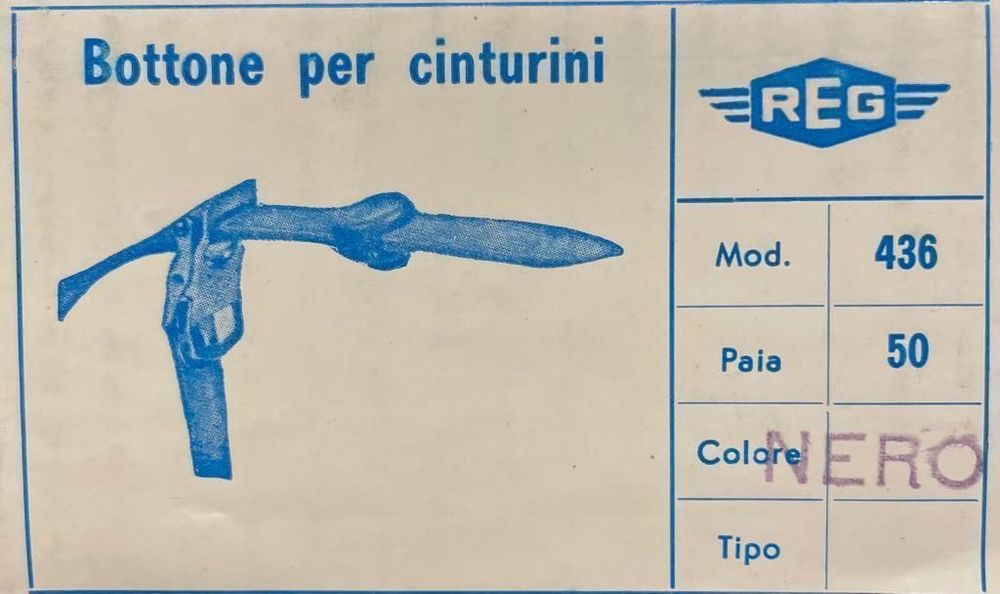 Bottone per cinturini
REG
Mod. 436
Paia 50
Colore NERO
Tipo